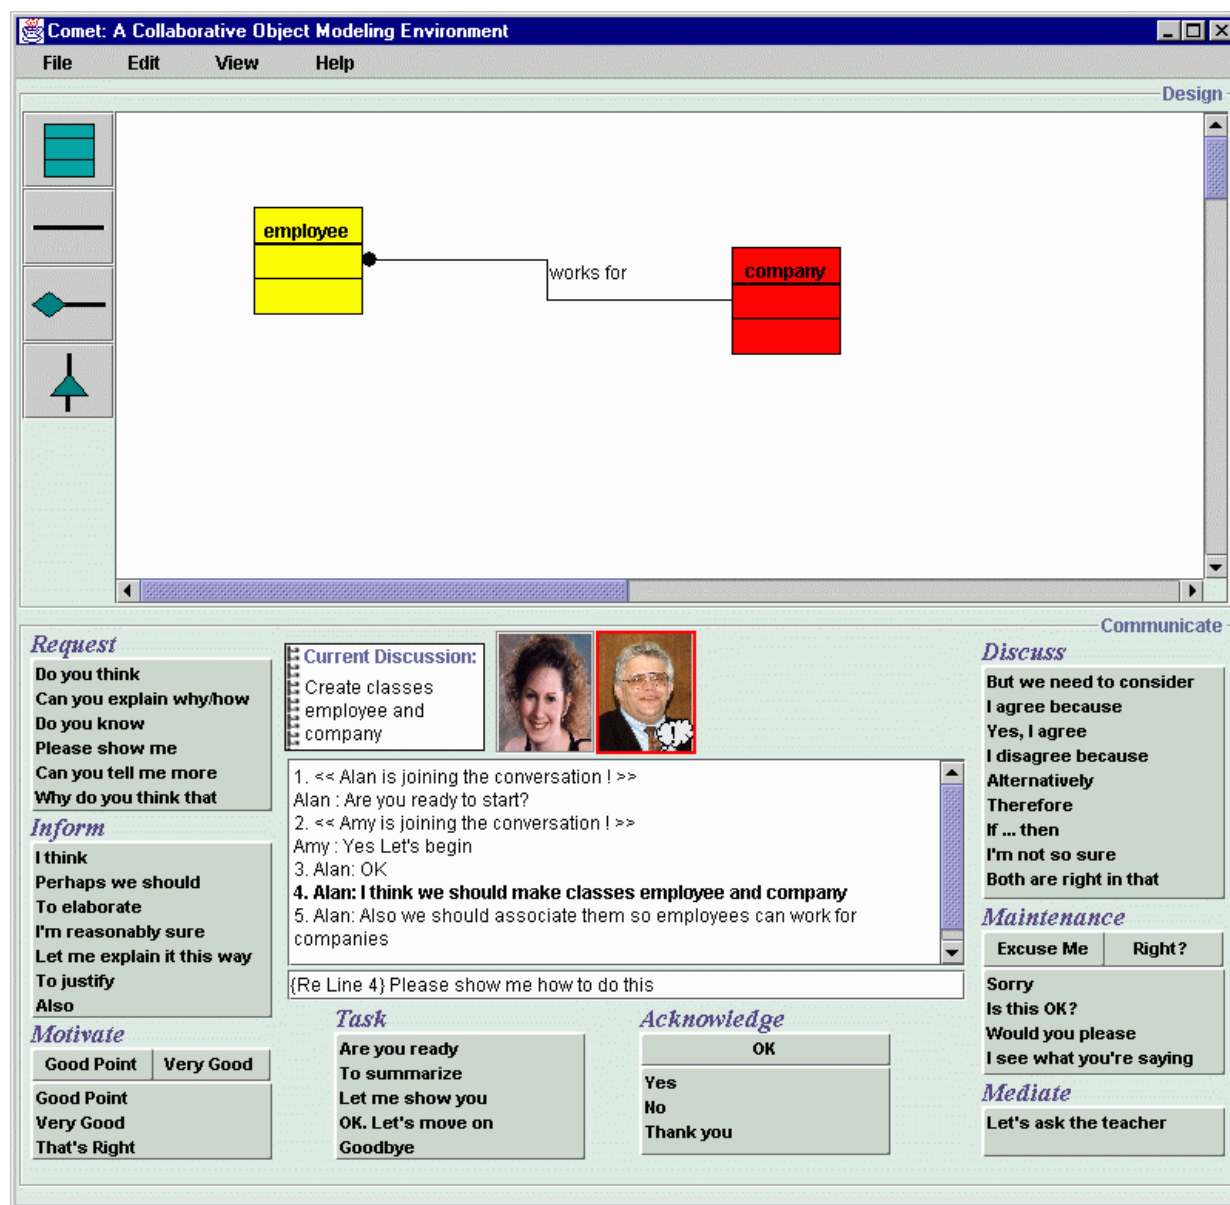 Comet: A Collaborative Object Modeling Environment
File Edit View Help
Design
employee
works for
company
Communicate
Request
Do you think
Can you explain why/how
Do you know
Please show me
Can you tell me more
Why do you think that
Inform
I think
Perhaps we should
To elaborate
I'm reasonably sure
Let me explain it this way
To justify
Also
Motivate
Good Point Very Good
Good Point
Very Good
That's Right
Current Discussion:
Create classes
employee and
company
!
1. << Alan is joining the conversation ! >>
Alan : Are you ready to start?
2. << Amy is joining the conversation ! >>
Amy : Yes Let's begin
3. Alan: OK
4. Alan: I think we should make classes employee and company
5. Alan: Also we should associate them so employees can work for
companies
{Re Line 4} Please show me how to do this
Task
Are you ready
To summarize
Let me show you
OK. Let's move on
Goodbye
Acknowledge
OK
Yes
No
Thank you
Discuss
But we need to consider
I agree because
Yes, I agree
I disagree because
Alternatively
Therefore
If ... then
I'm not so sure
Both are right in that
Maintenance
Excuse Me Right?
Sorry
Is this OK?
Would you please
I see what you're saying
Mediate
Let's ask the teacher